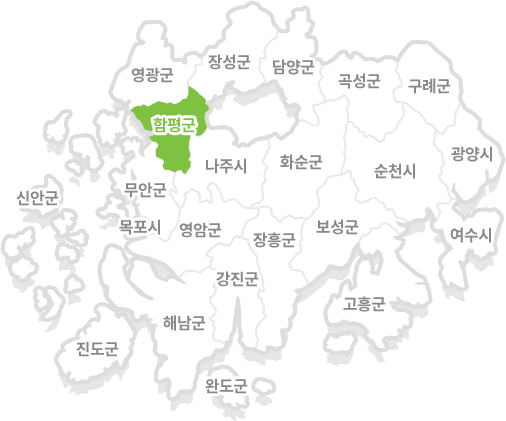 장성군
담양군
영광군
곡성군
구례군
함평군
광양시
나주시
화순군
순천시
무안군
신안군
목포시
영암군
장흥군
보성군
여수시
강진군
고흥군
해남군
진도군
완도군